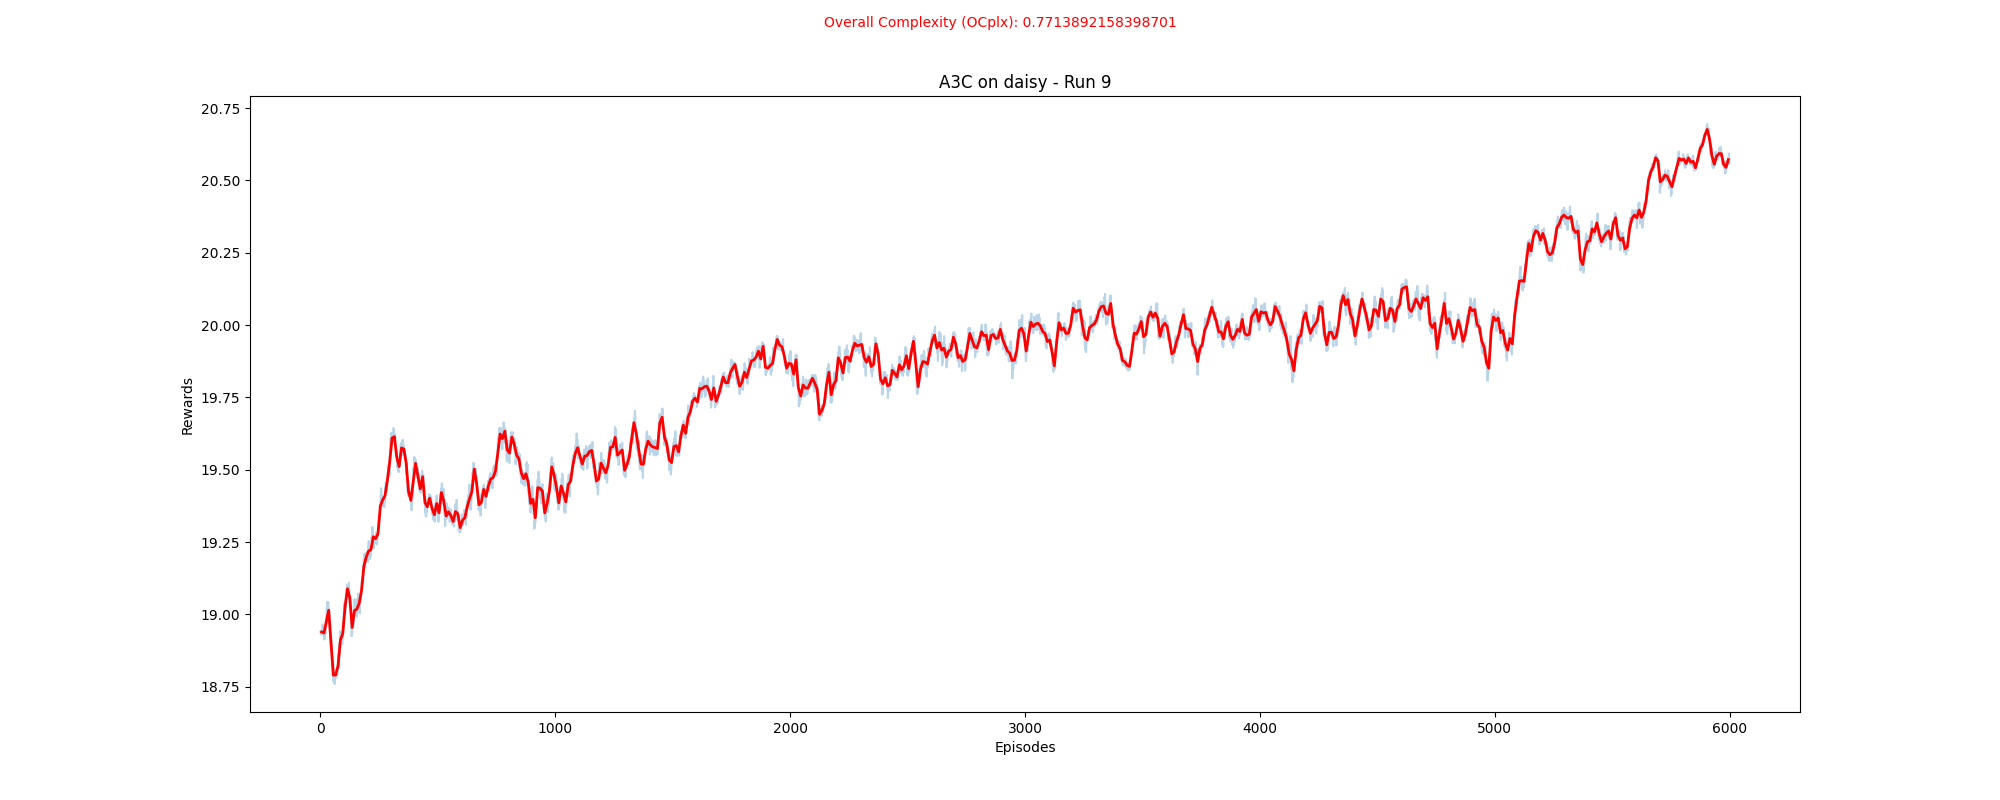 Overall Complexity (OCplx): 0.7713892158398701
A3C on daisy - Run 9
20.75
20.50
20.25
20.00
19.75
19.50
19.25
19.00
18.75
Rewards
0 1000 2000 3000 4000 5000 6000
Episodes